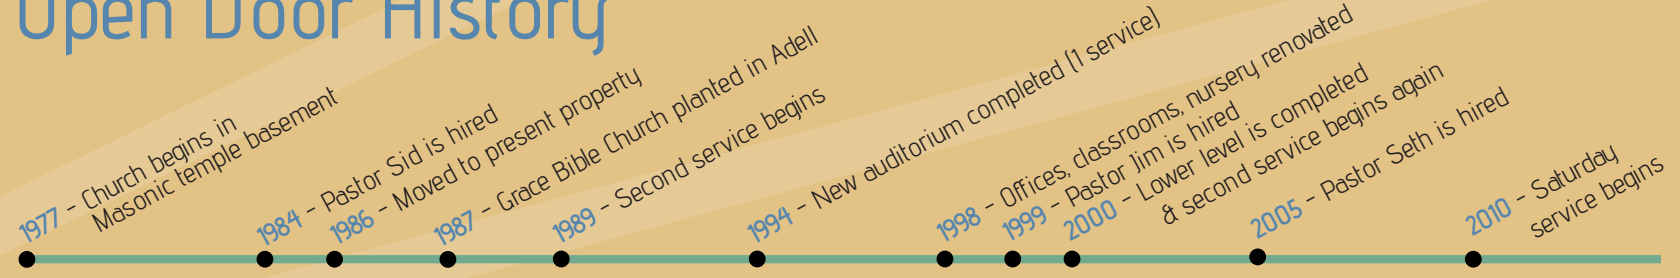 Open Door History
1977 - Church begins in
Masonic temple basement
1984 - Pastor Sid is hired
1986 - Moved to present property
1987 - Grace Bible Church planted in Adell
1989 - Second service begins
1994 - New auditorium completed (1 service)
1998 - Offices, classrooms, nursery renovated
1999 - Pastor Jim is hired
2000 - Lower level is completed
& second service begins again
2005 - Pastor Seth is hired
2010 - Saturday
service begins